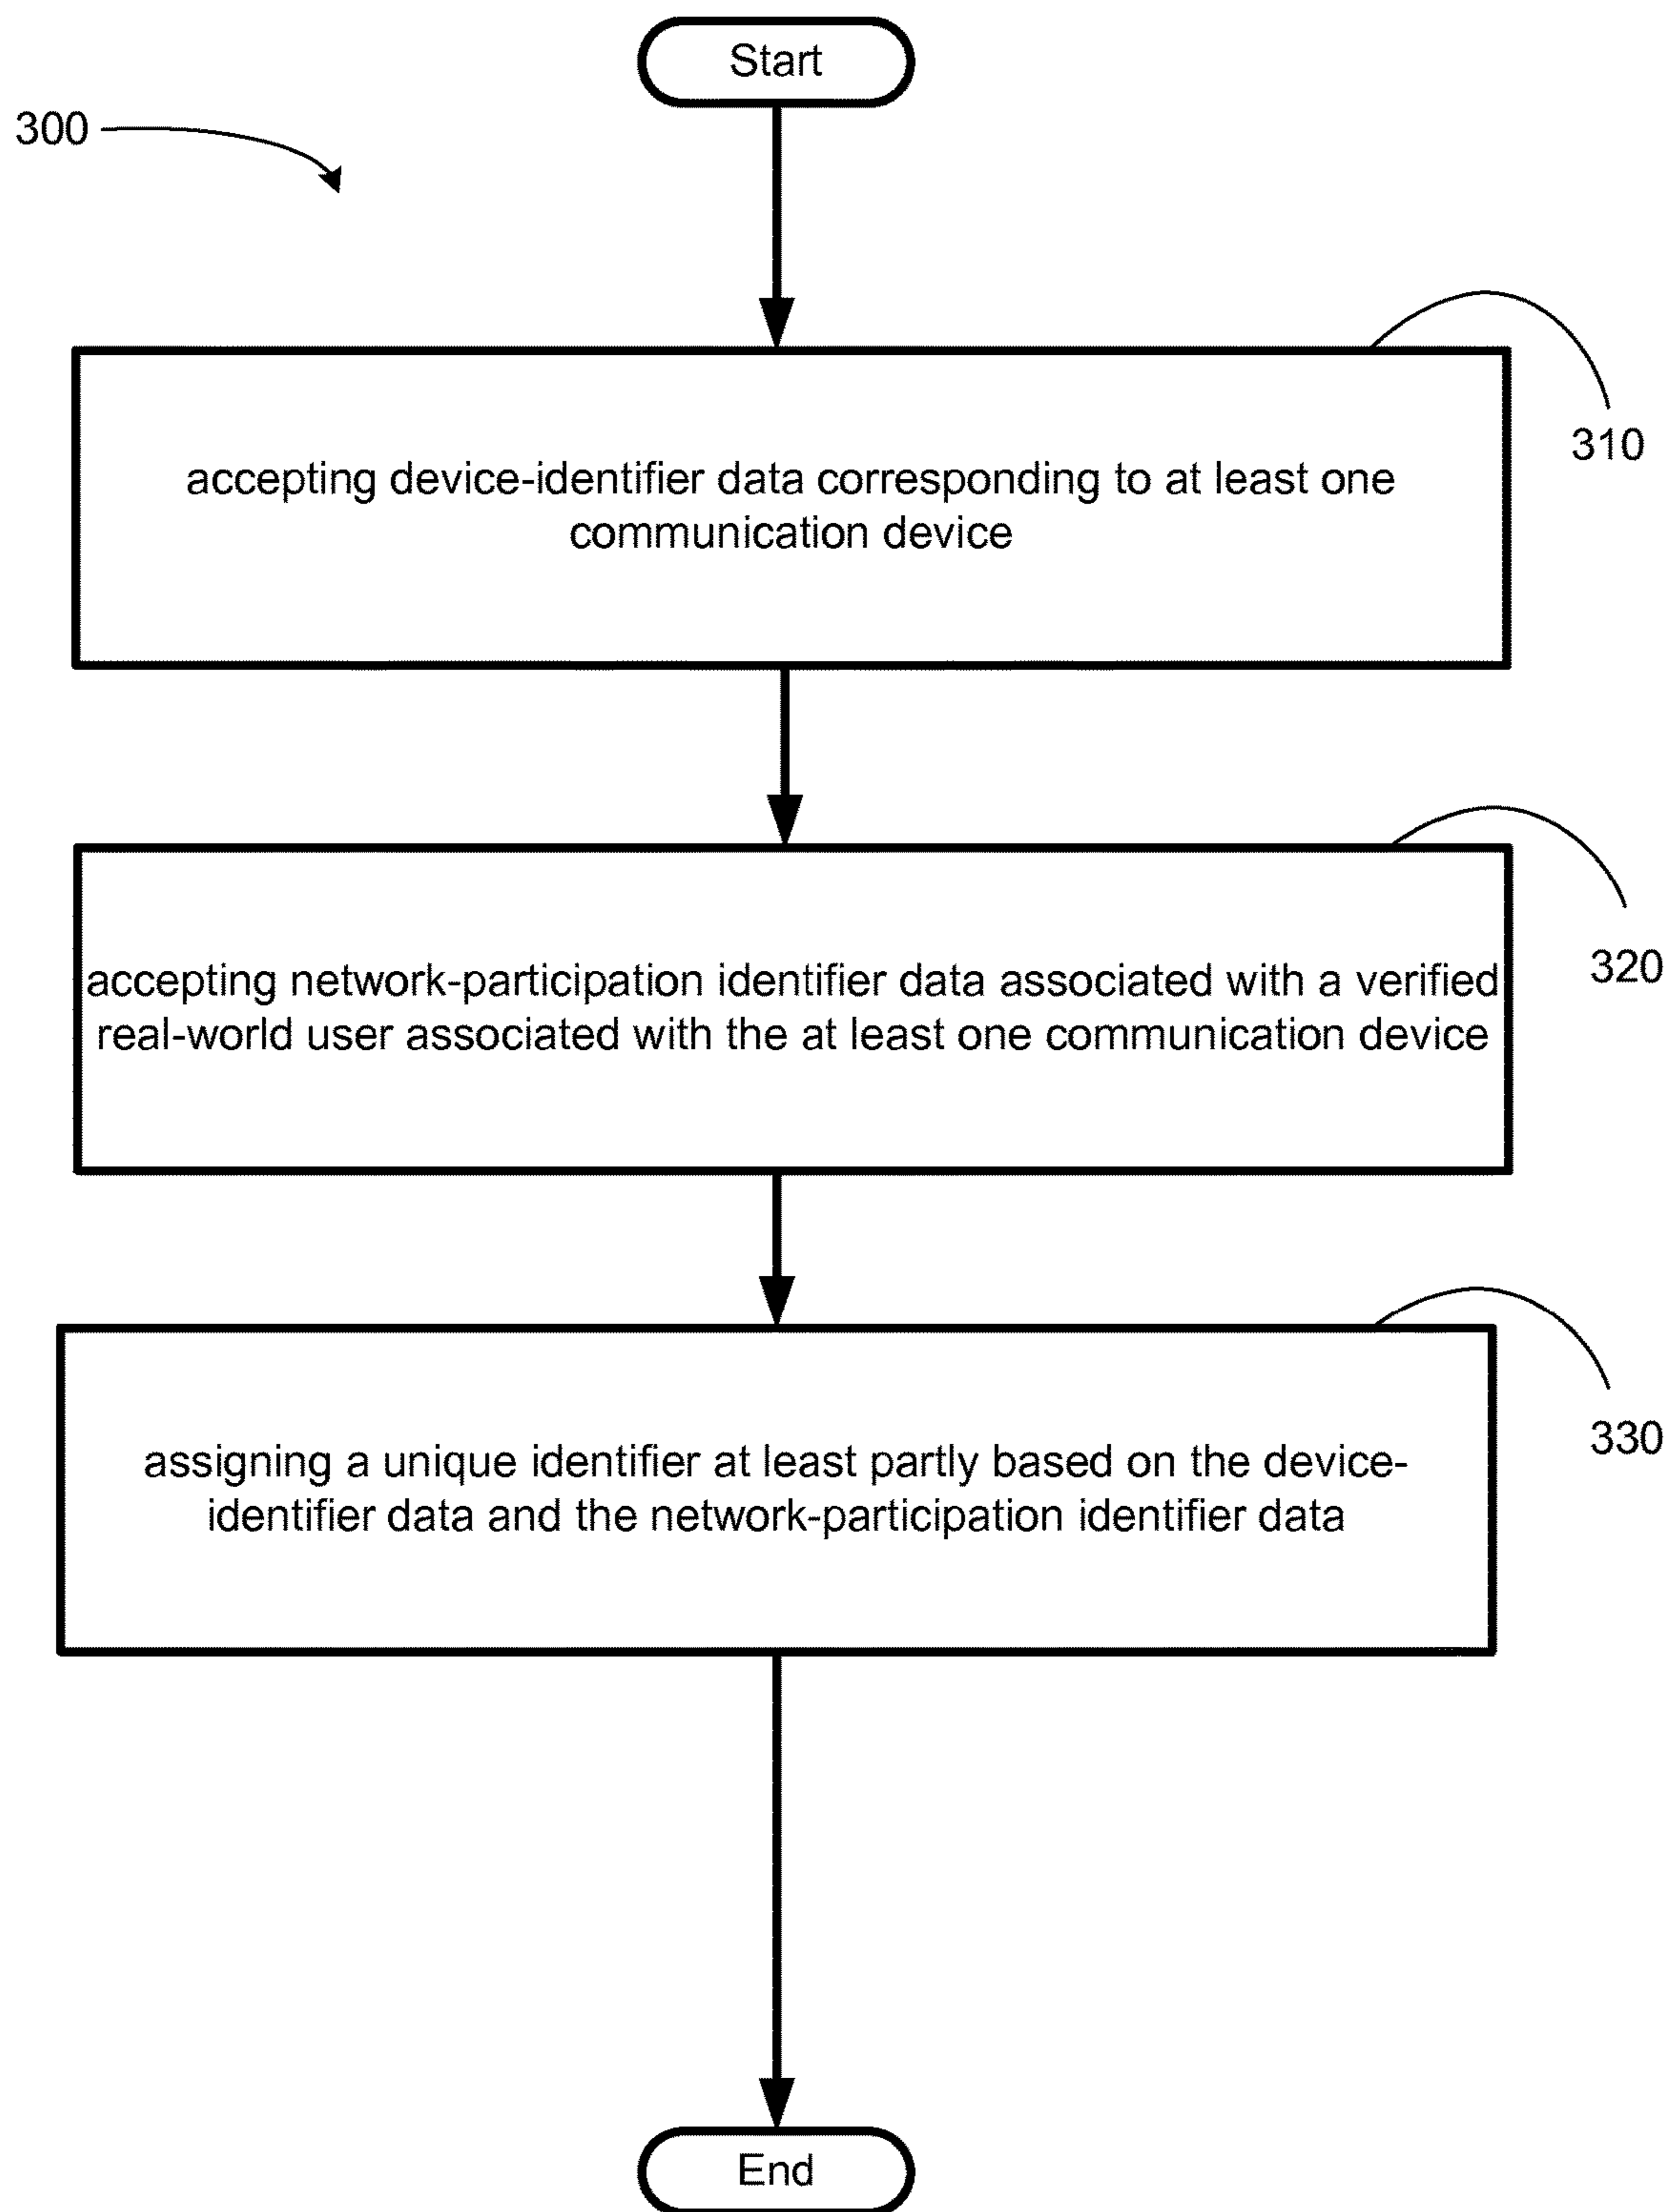 Start
300
310
accepting device-identifier data corresponding to at least one
communication device
320
accepting network-participation identifier data associated with a verified
real-world user associated with the at least one communication device
330
assigning a unique identifier at least partly based on the device-
identifier data and the network-participation identifier data
End